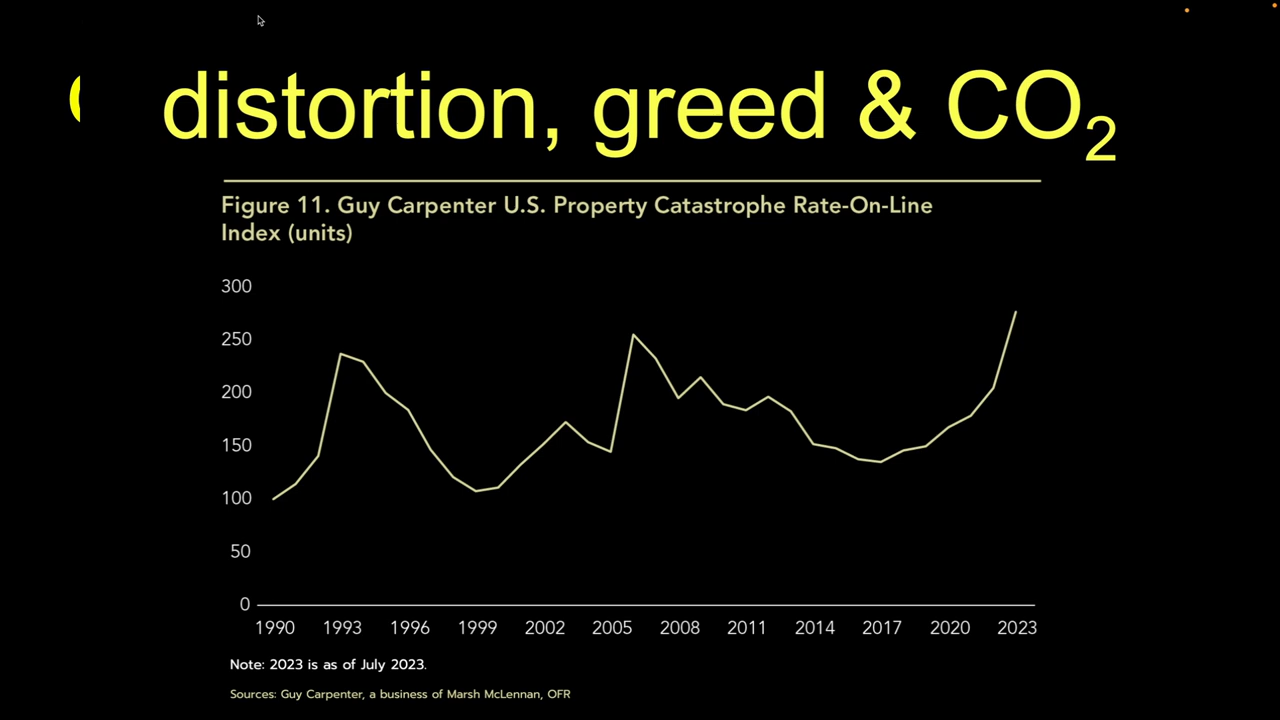 distortion, greed & CO₂
Figure 11. Guy Carpenter U.S. Property Catastrophe Rate-On-Line
Index (units)
300
250
200
150
100
50
0
1990 1993 1996 1999 2002 2005 2008 2011 2014 2017 2020 2023
Note: 2023 is as of July 2023.
Sources: Guy Carpenter, a business of Marsh McLennan, OFR